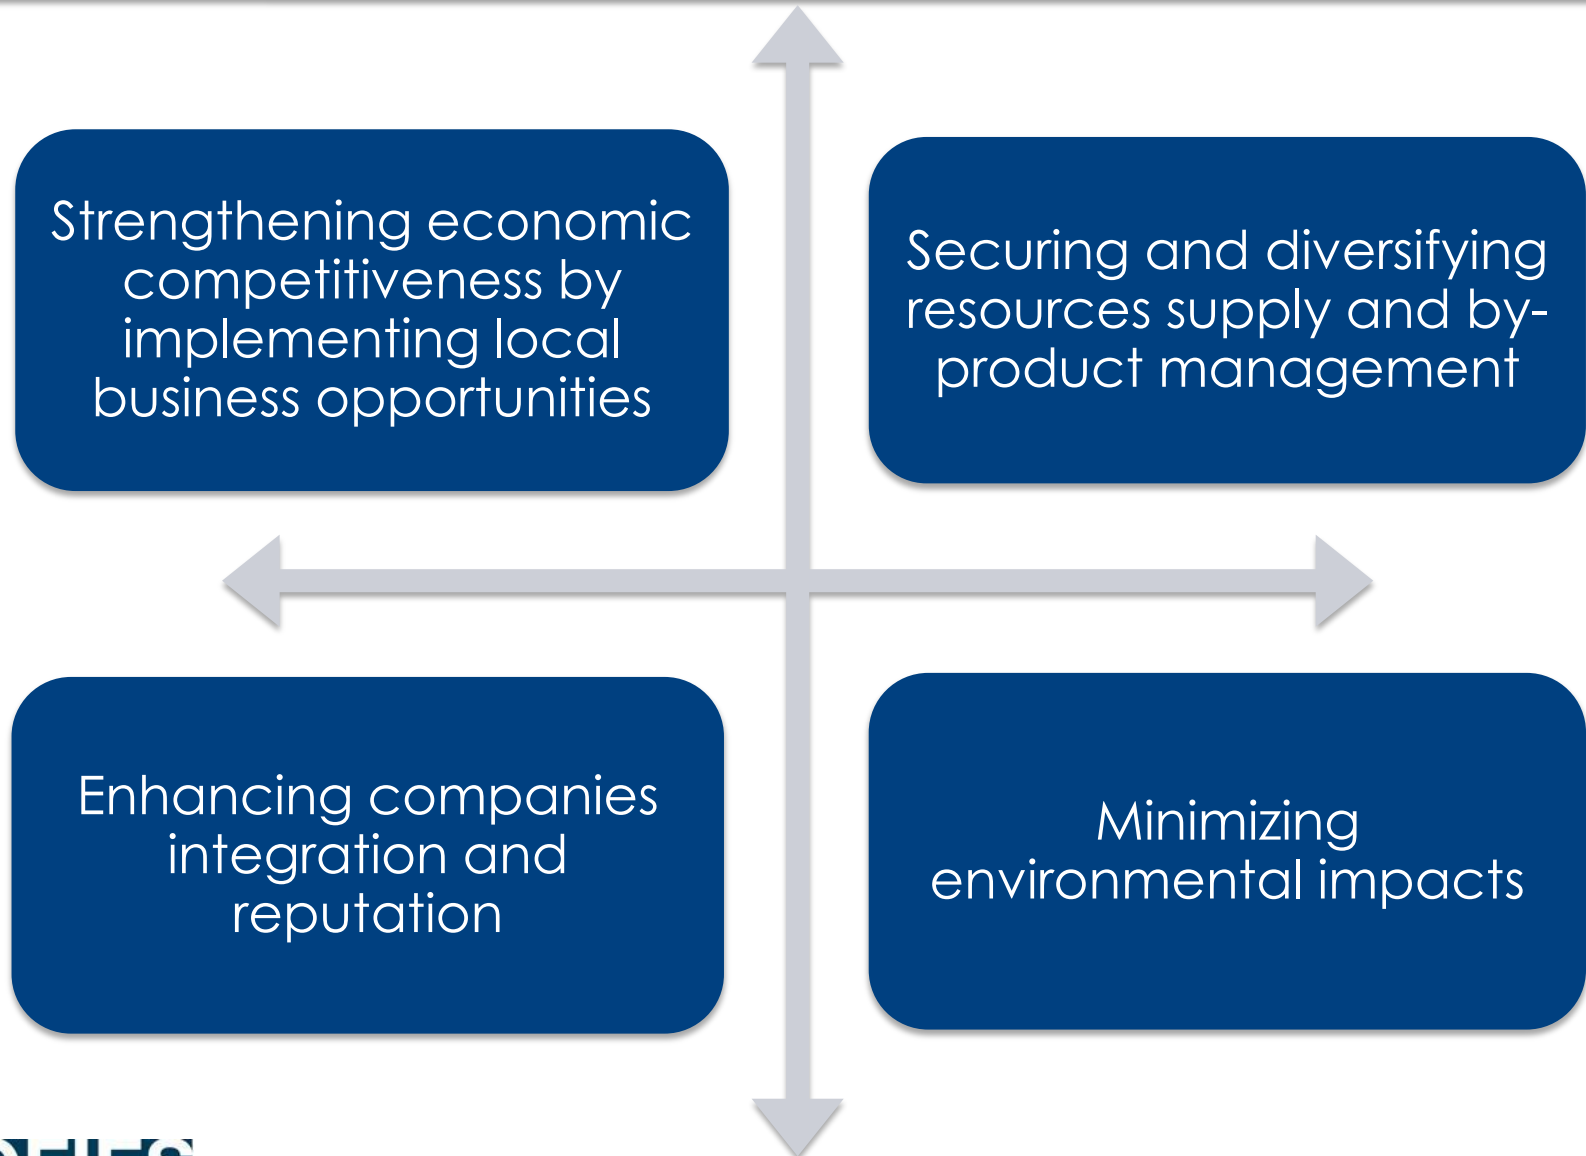 Strengthening economic
competitiveness by
implementing local
business opportunities
Securing and diversifying
resources supply and by-
product management
Enhancing companies
integration and
reputation
Minimizing
environmental impacts